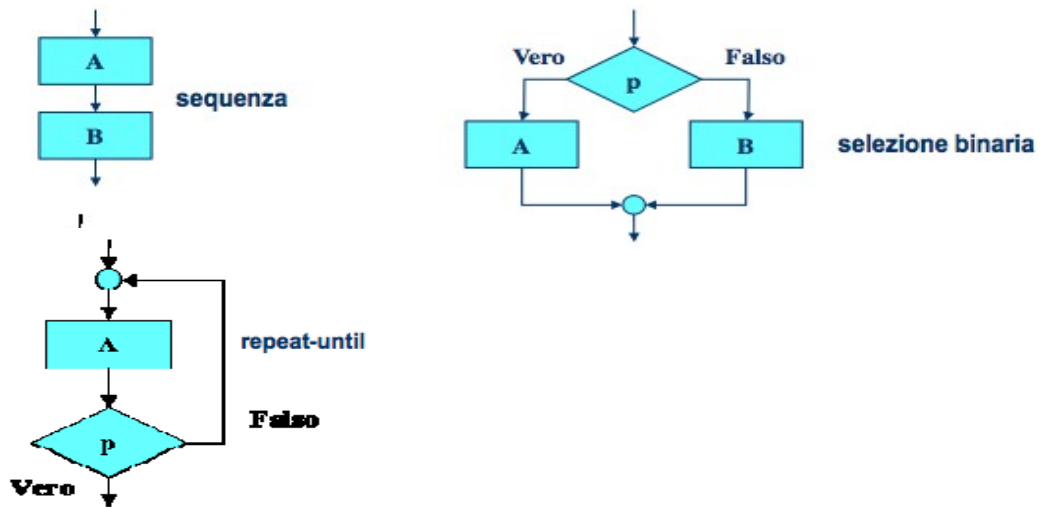 A
B
sequenza
Vero
Falso
p
A
B
selezione binaria
A
repeat-until
p
Falso
Vero